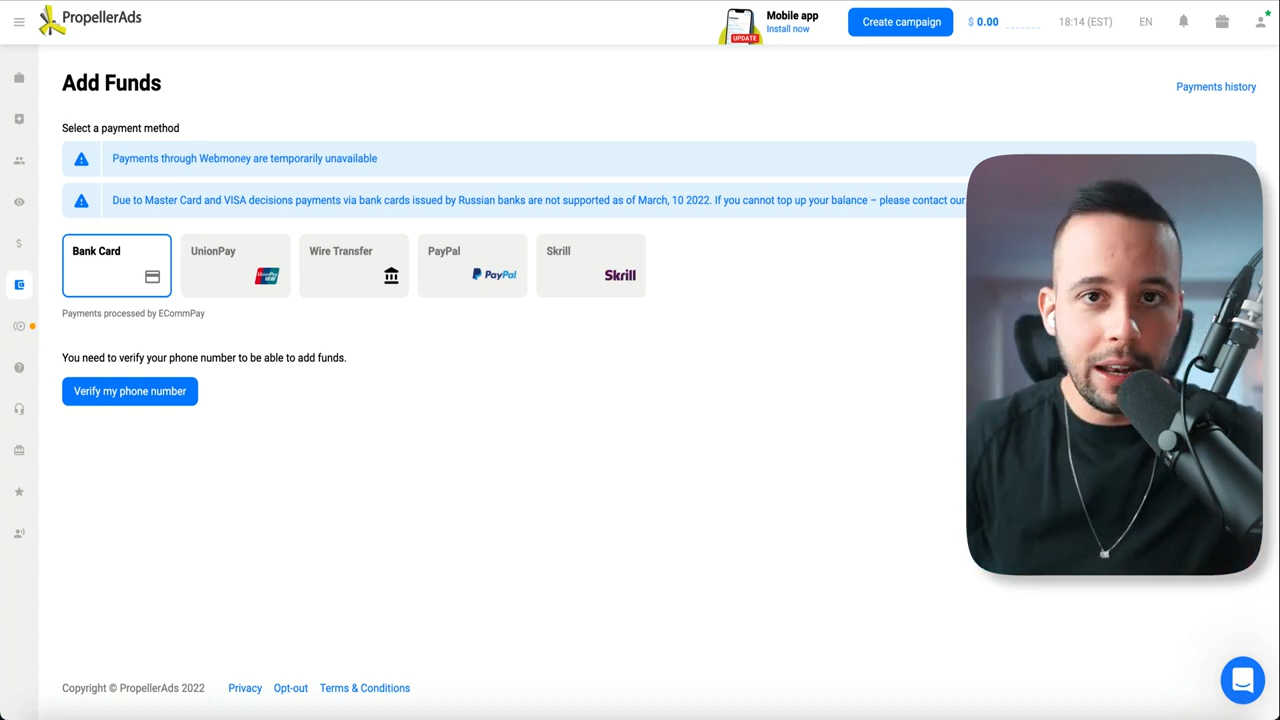 PropellerAds
Mobile app
Install now
UPDATE
Create campaign
$ 0.00
18:14 (EST)
EN
Add Funds
Payments history
Select a payment method
Payments through Webmoney are temporarily unavailable
Due to Master Card and VISA decisions payments via bank cards issued by Russian banks are not supported as of March, 10 2022. If you cannot top up your balance – please contact our
Bank Card
UnionPay
UnionPay
Wire Transfer
PayPal
PayPal
Skrill
Skrill
Payments processed by ECommPay
You need to verify your phone number to be able to add funds.
Verify my phone number
Copyright © PropellerAds 2022
Privacy
Opt-out
Terms & Conditions